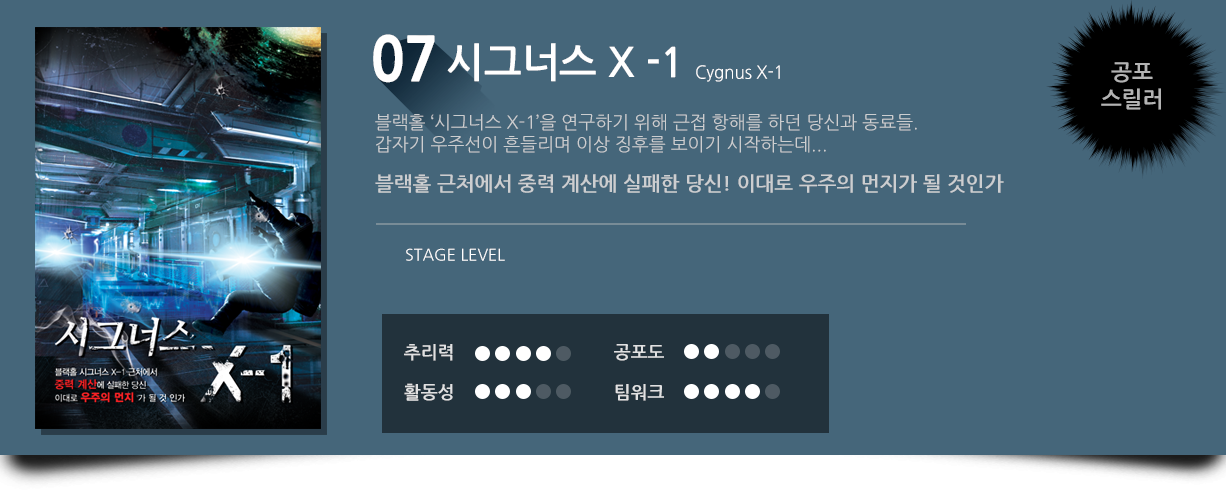 07 시그너스 X -1 Cygnus X-1
공포
스릴러
블랙홀 ‘시그너스 X-1’을 연구하기 위해 근접 항해를 하던 당신과 동료들.
갑자기 우주선이 흔들리며 이상 징후를 보이기 시작하는데...
블랙홀 근처에서 중력 계산에 실패한 당신! 이대로 우주의 먼지가 될 것인가
STAGE LEVEL
추리력
공포도
활동성
팀워크
시그너스
X-1
블랙홀 시그너스 X-1 근처에서
중력 계산에 실패한 당신
이대로 우주의 먼지가 될 것 인가